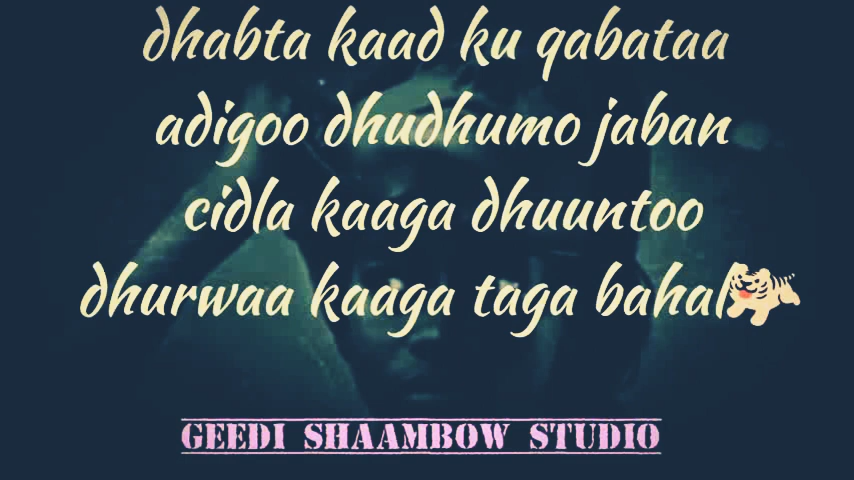 dhabta kaad ku qabataa
adigoo dhudhumo jaban
cidla kaaga dhuuntoo
dhurwaa kaaga taga bahal
GEEDI SHAAMBOW STUDIO